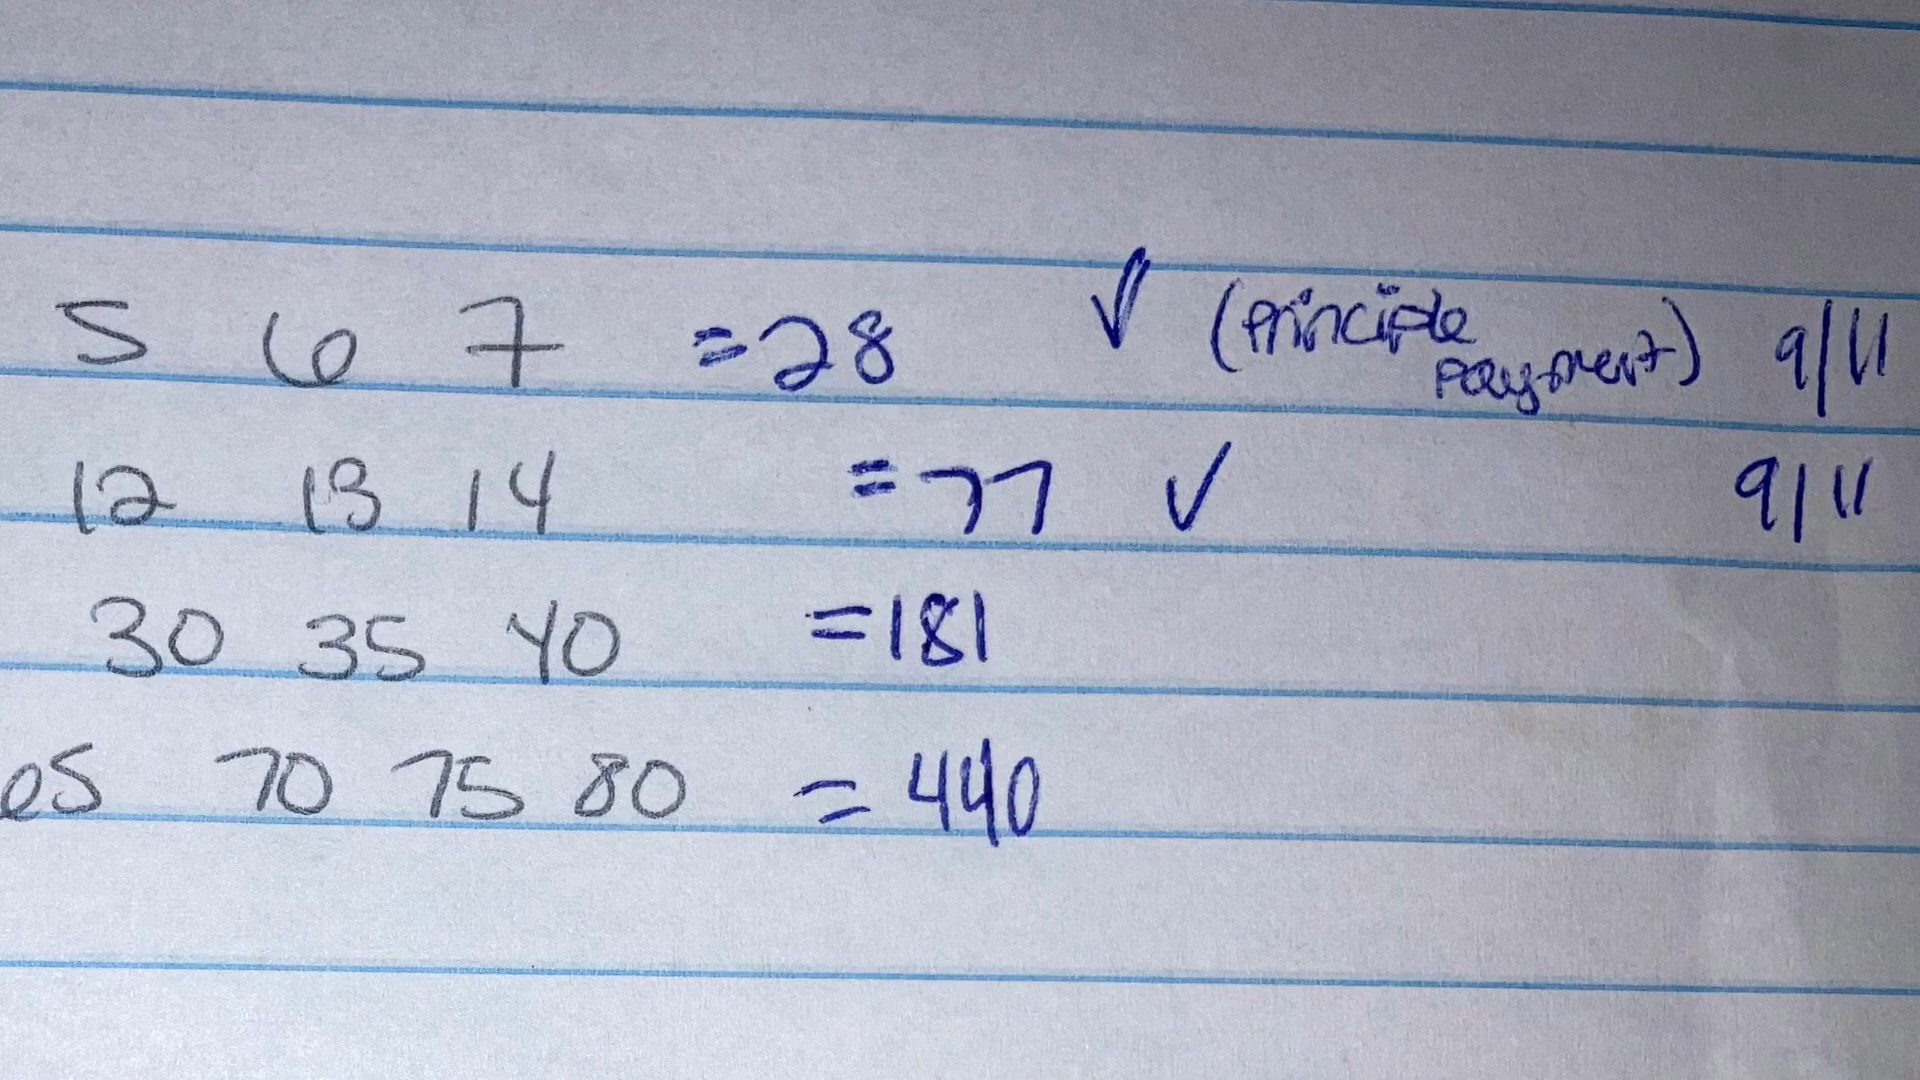 5 6 7 =28 ✓ (Principle payment) 9/11
12 13 14 =77 ✓ 9/11
30 35 40 =181
65 70 75 80 = 440